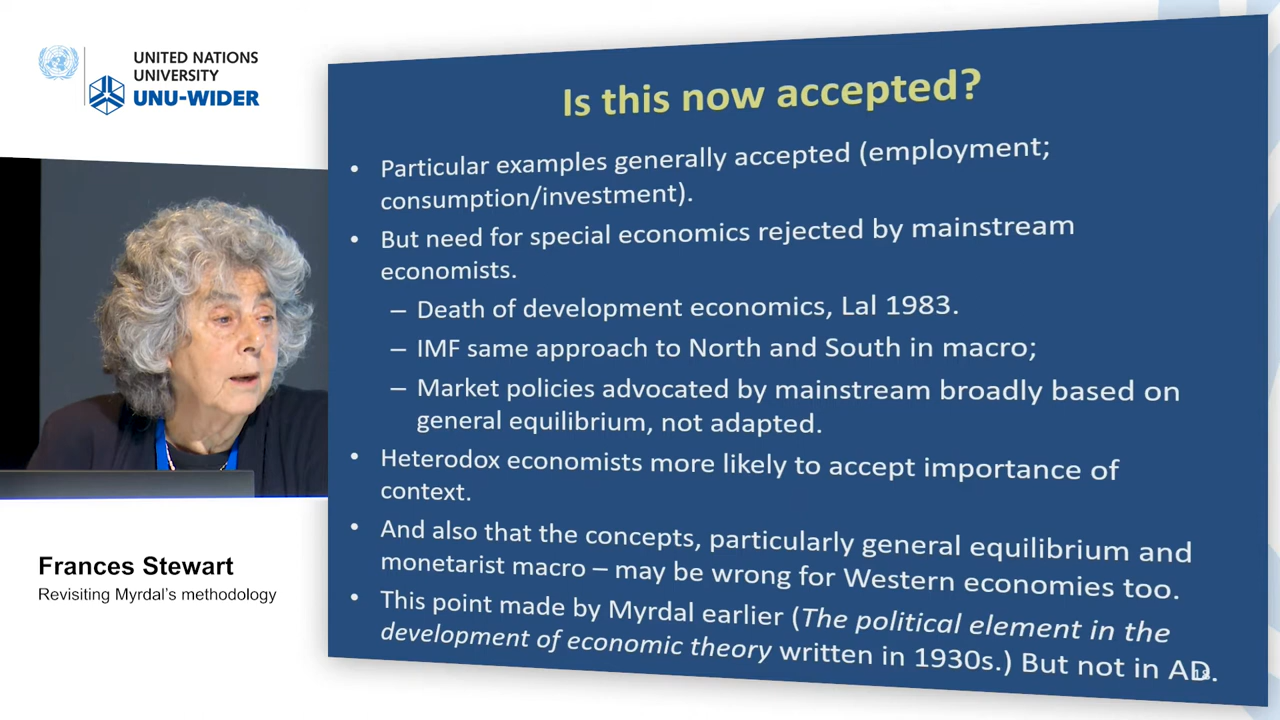 UNITED NATIONS
UNIVERSITY
UNU-WIDER
Is this now accepted?
• Particular examples generally accepted (employment;
consumption/investment).
• But need for special economics rejected by mainstream
economists.
– Death of development economics, Lal 1983.
– IMF same approach to North and South in macro;
– Market policies advocated by mainstream broadly based on
general equilibrium, not adapted.
• Heterodox economists more likely to accept importance of
context.
• And also that the concepts, particularly general equilibrium and
monetarist macro – may be wrong for Western economies too.
• This point made by Myrdal earlier (The political element in the
development of economic theory written in 1930s.) But not in AD.
Frances Stewart
Revisiting Myrdal's methodology